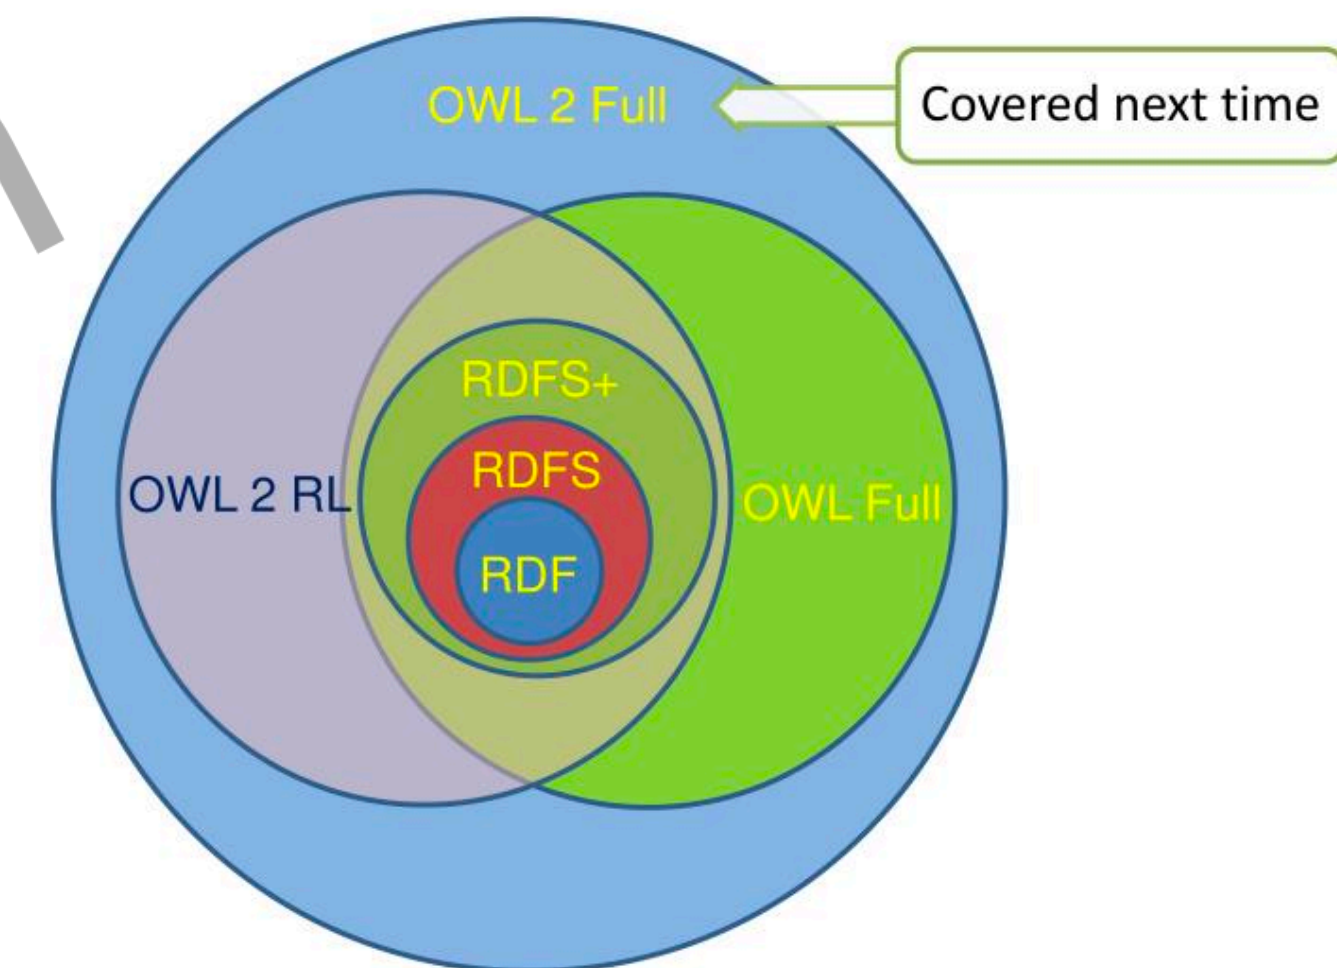 OWL 2 Full
Covered next time
RDFS+
RDFS
OWL 2 RL
OWL Full
RDF